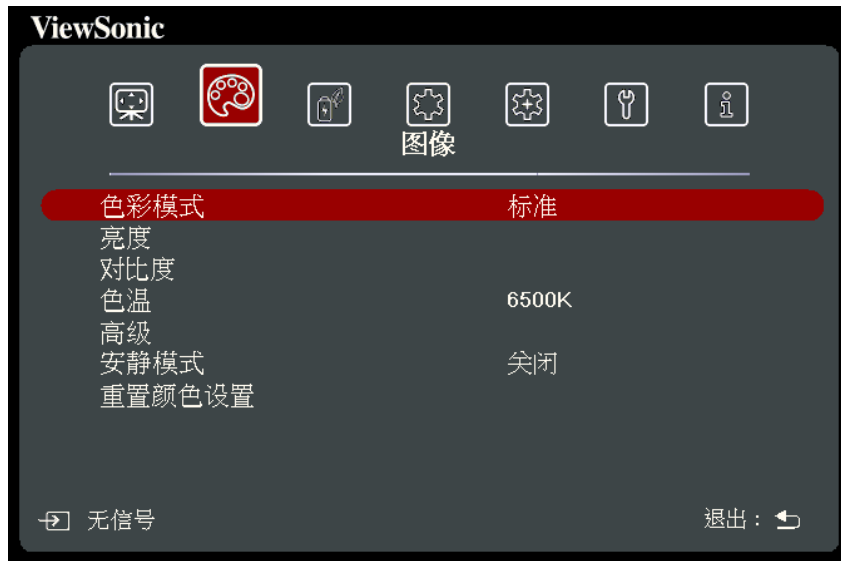 ViewSonic
图像
色彩模式 标准
亮度
对比度
色温 6500K
高级
安静模式 关闭
重置颜色设置
无信号 退出：